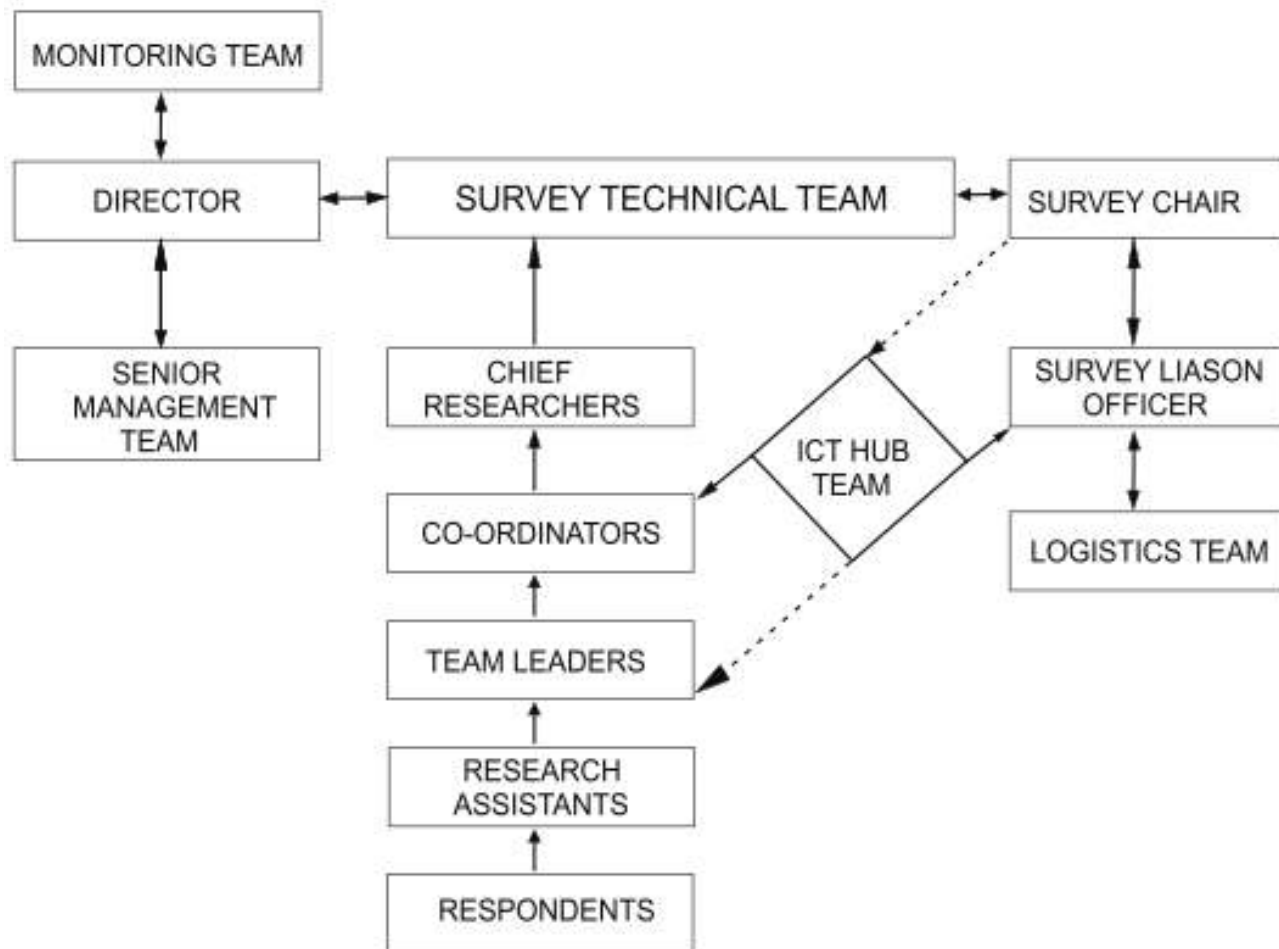 MONITORING TEAM
DIRECTOR
SURVEY TECHNICAL TEAM
SURVEY CHAIR
SENIOR
MANAGEMENT
TEAM
CHIEF
RESEARCHERS
SURVEY LIASON
OFFICER
ICT HUB
TEAM
CO-ORDINATORS
LOGISTICS TEAM
TEAM LEADERS
RESEARCH
ASSISTANTS
RESPONDENTS